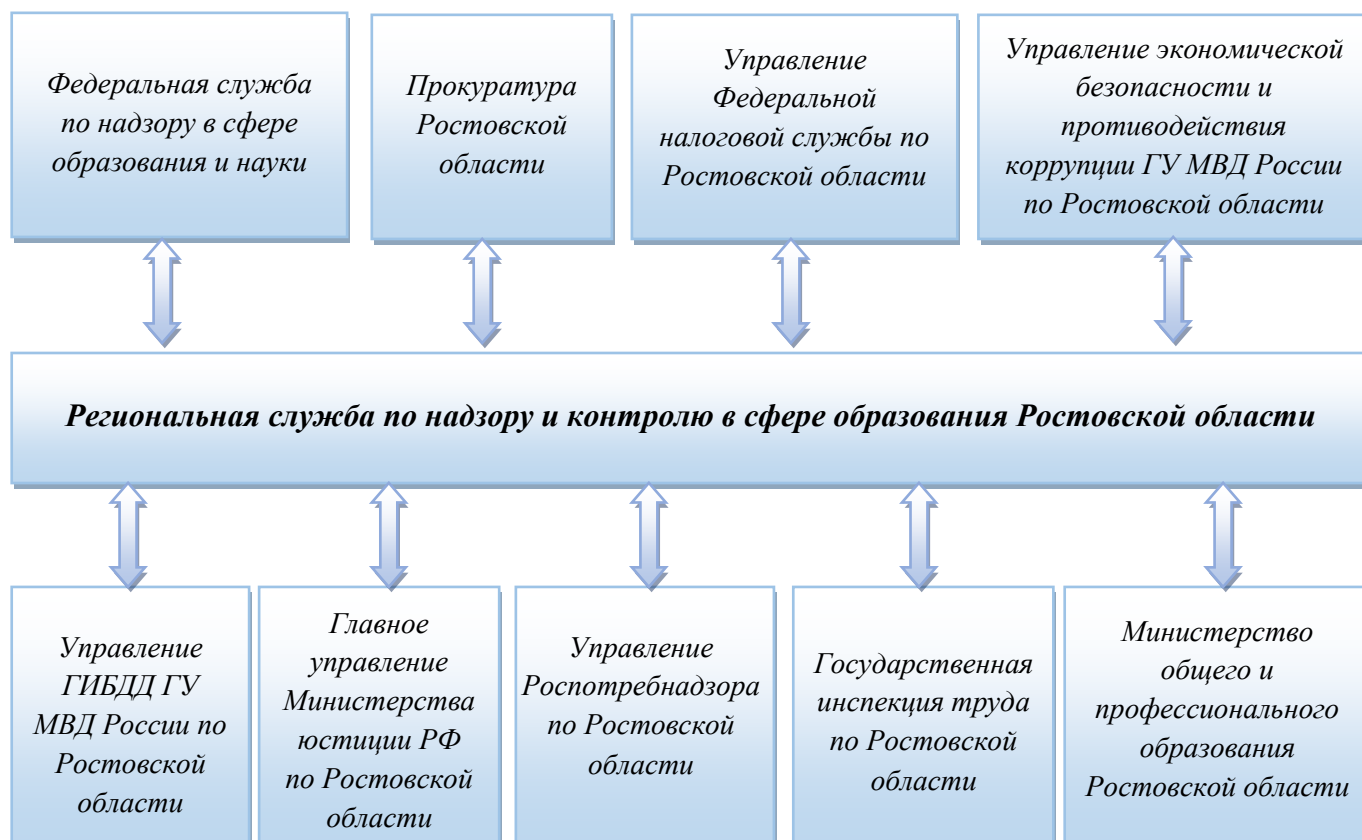 Федеральная служба
по надзору в сфере
образования и науки
Прокуратура
Ростовской
области
Управление
Федеральной
налоговой службы по
Ростовской области
Управление экономической
безопасности и
противодействия
коррупции ГУ МВД России
по Ростовской области
Региональная служба по надзору и контролю в сфере образования Ростовской области
Управление
ГИБДД ГУ
МВД России по
Ростовской
области
Главное
управление
Министерства
юстиции РФ
по Ростовской
области
Управление
Роспотребнадзора
по Ростовской
области
Государственная
инспекция труда
по Ростовской
области
Министерство
общего и
профессионального
образования
Ростовской области